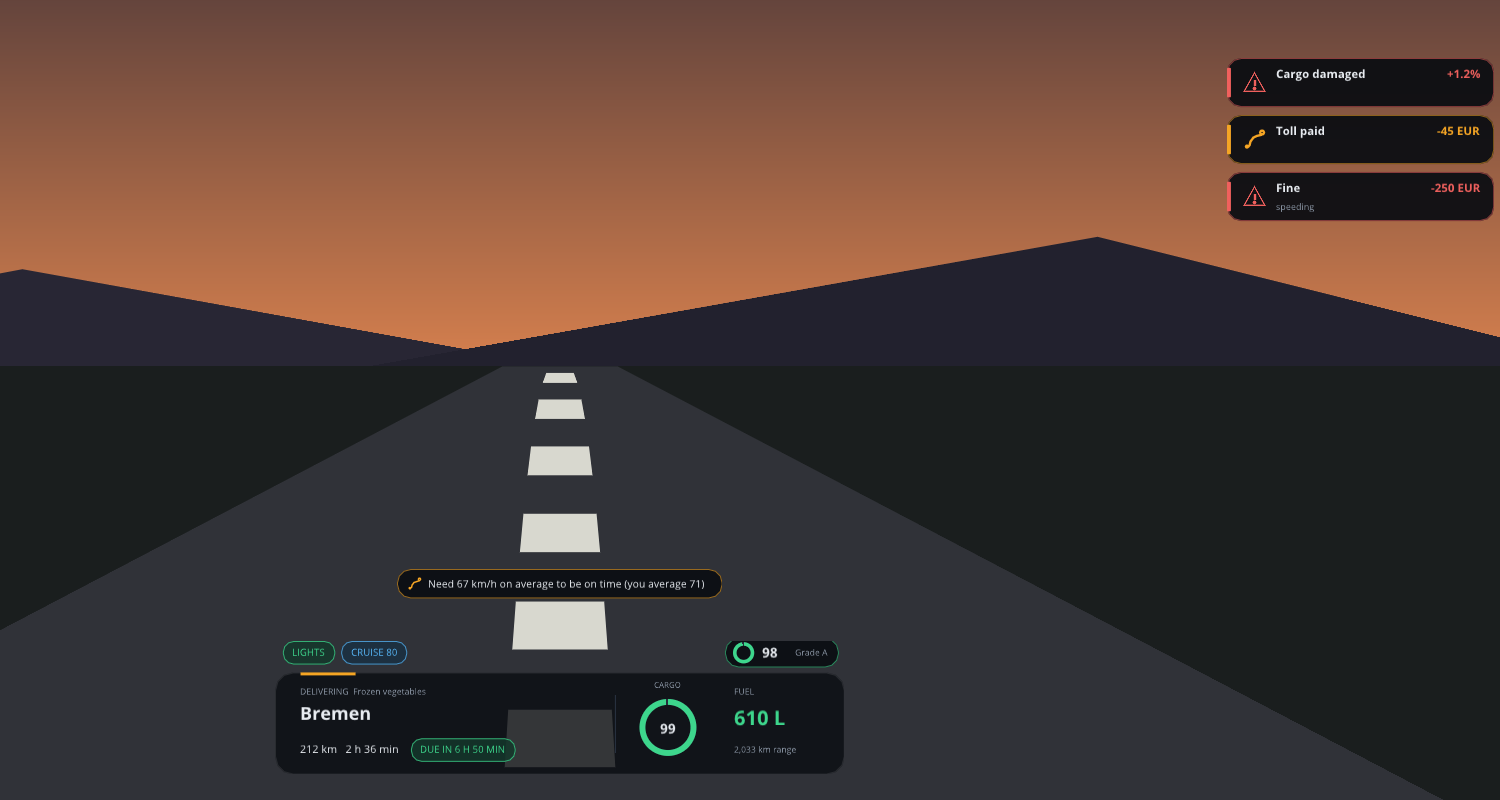 Cargo damaged +1.2%
Toll paid -45 EUR
Fine -250 EUR
speeding
Need 67 km/h on average to be on time (you average 71)
LIGHTS CRUISE 80 98 Grade A
DELIVERING Frozen vegetables
Bremen
212 km 2 h 36 min DUE IN 6 H 50 MIN
CARGO
99
FUEL
610 L
2,033 km range